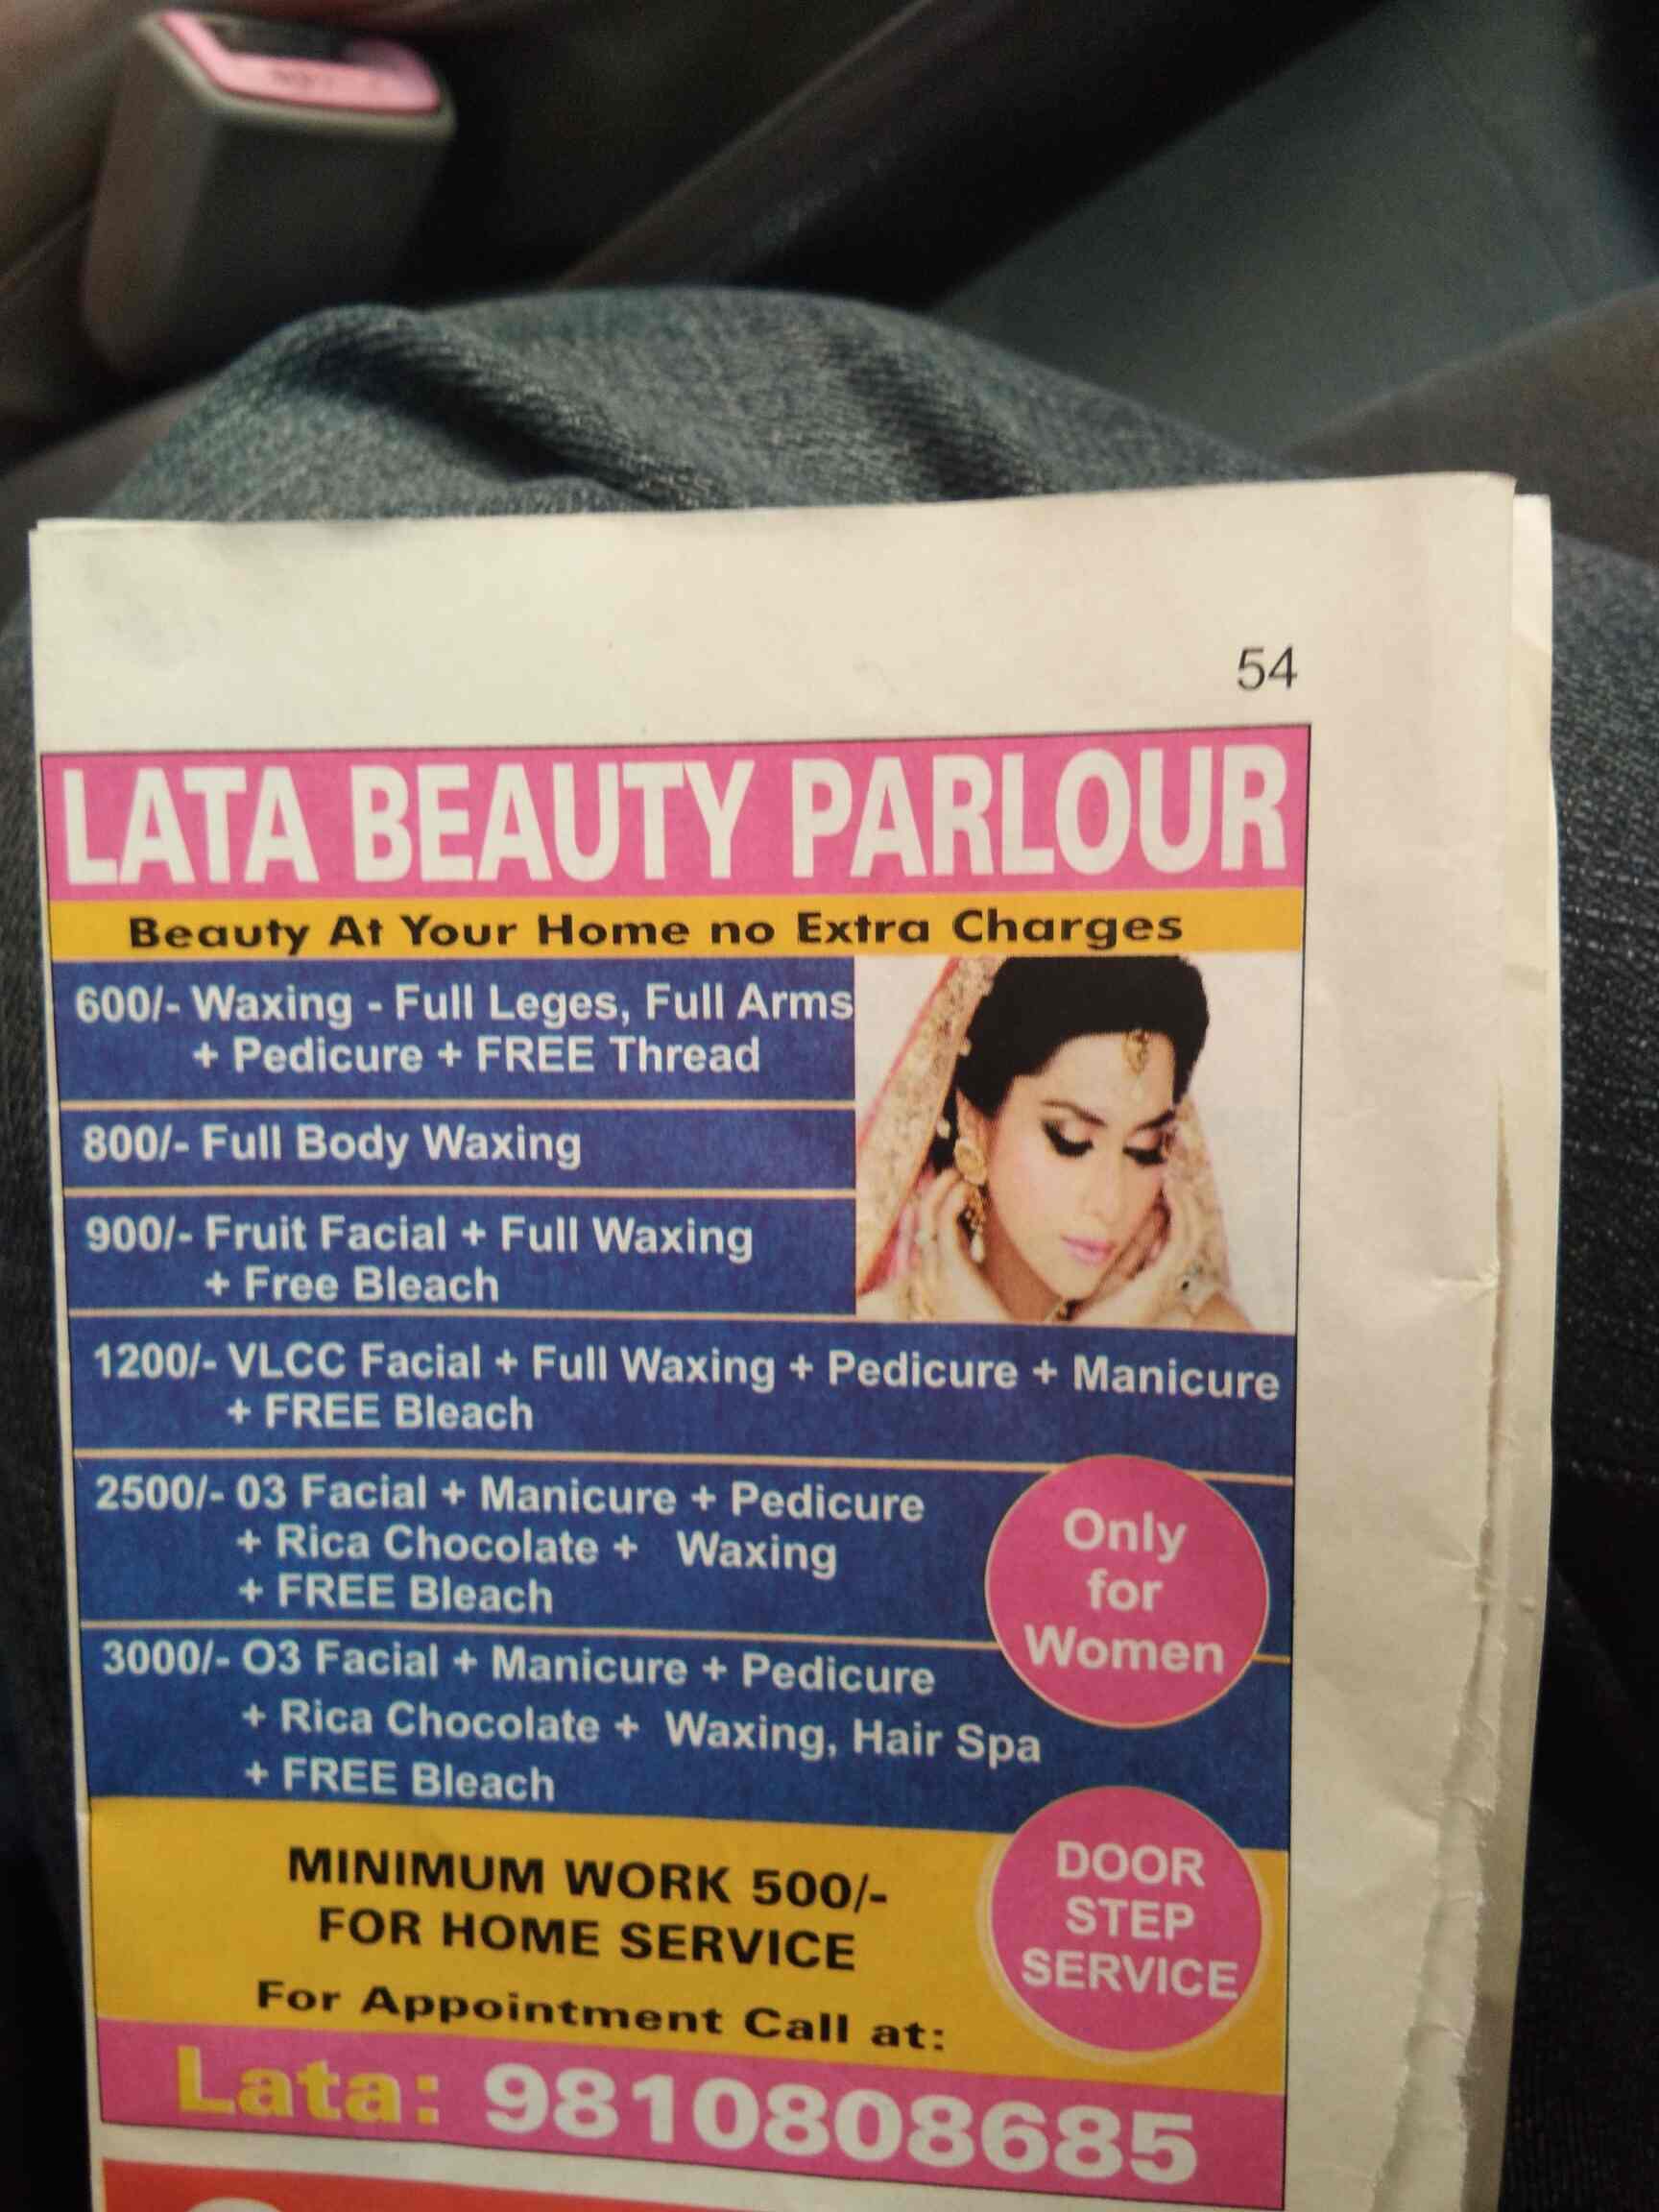 54
LATA BEAUTY PARLOUR
Beauty At Your Home no Extra Charges
600/- Waxing - Full Leges, Full Arms
+ Pedicure + FREE Thread
800/- Full Body Waxing
900/- Fruit Facial + Full Waxing
+ Free Bleach
1200/- VLCC Facial + Full Waxing + Pedicure + Manicure
+ FREE Bleach
2500/- 03 Facial + Manicure + Pedicure
+ Rica Chocolate + Waxing
+ FREE Bleach
Only
for
Women
3000/- O3 Facial + Manicure + Pedicure
+ Rica Chocolate + Waxing, Hair Spa
+ FREE Bleach
MINIMUM WORK 500/-
FOR HOME SERVICE
DOOR
STEP
SERVICE
For Appointment Call at:
Lata: 9810808685